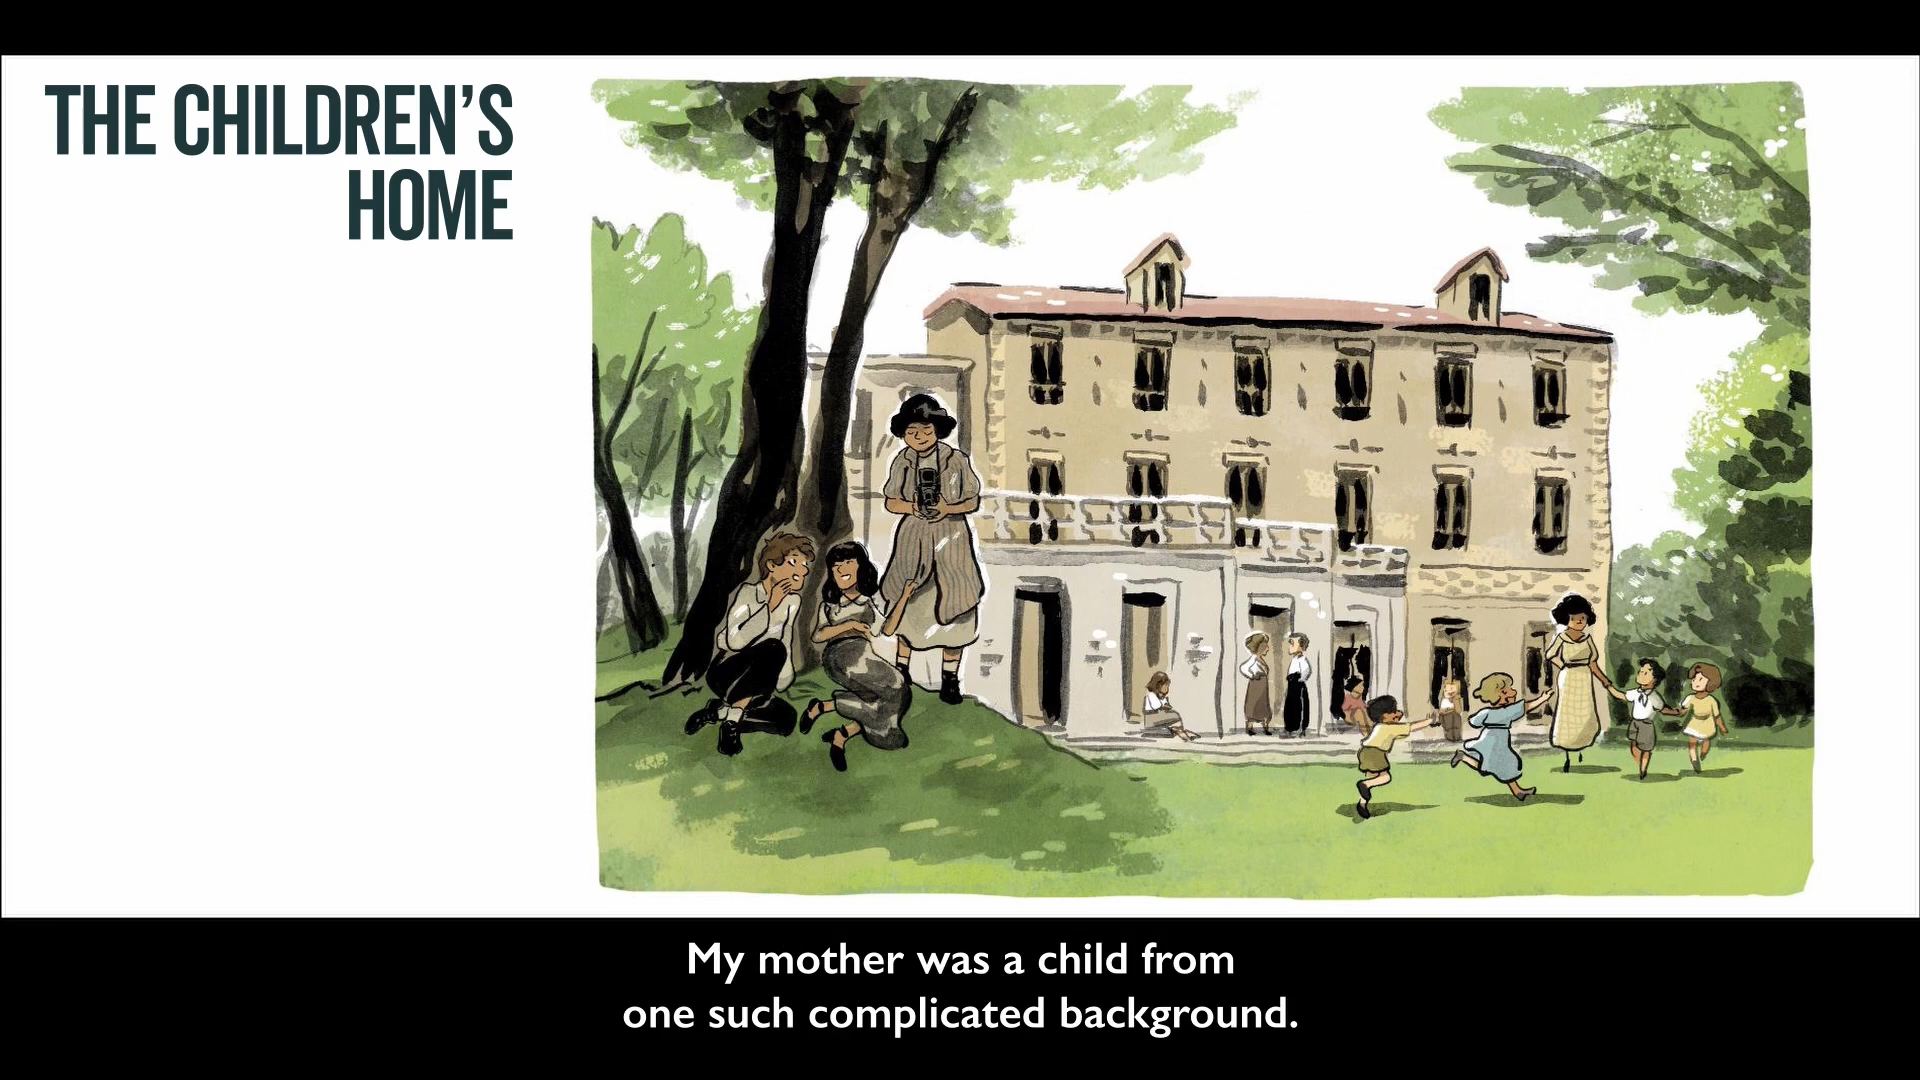 THE CHILDREN’S
HOME
My mother was a child from
one such complicated background.